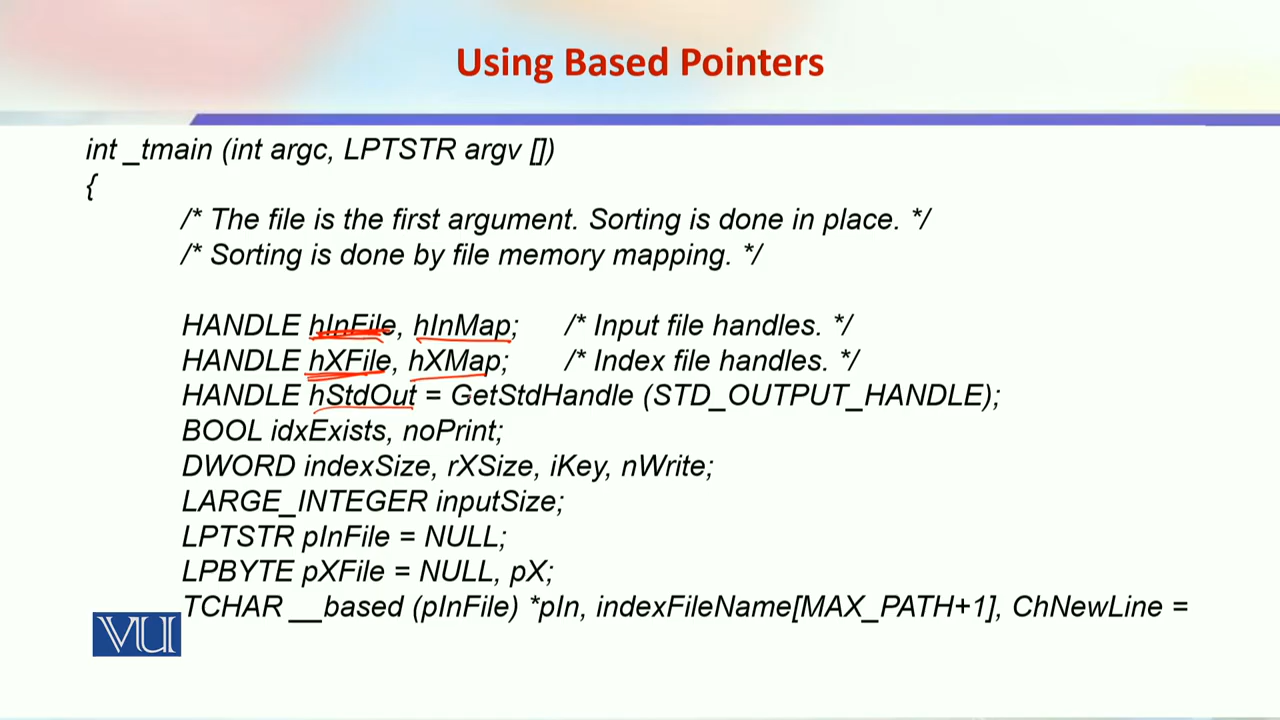 Using Based Pointers
int _tmain (int argc, LPTSTR argv [])
{
/* The file is the first argument. Sorting is done in place. */
/* Sorting is done by file memory mapping. */
HANDLE hInFile, hInMap; /* Input file handles. */
HANDLE hXFile, hXMap; /* Index file handles. */
HANDLE hStdOut = GetStdHandle (STD_OUTPUT_HANDLE);
BOOL idxExists, noPrint;
DWORD indexSize, rXSize, iKey, nWrite;
LARGE_INTEGER inputSize;
LPTSTR pInFile = NULL;
LPBYTE pXFile = NULL, pX;
TCHAR __based (pInFile) *pIn, indexFileName[MAX_PATH+1], ChNewLine =
VU